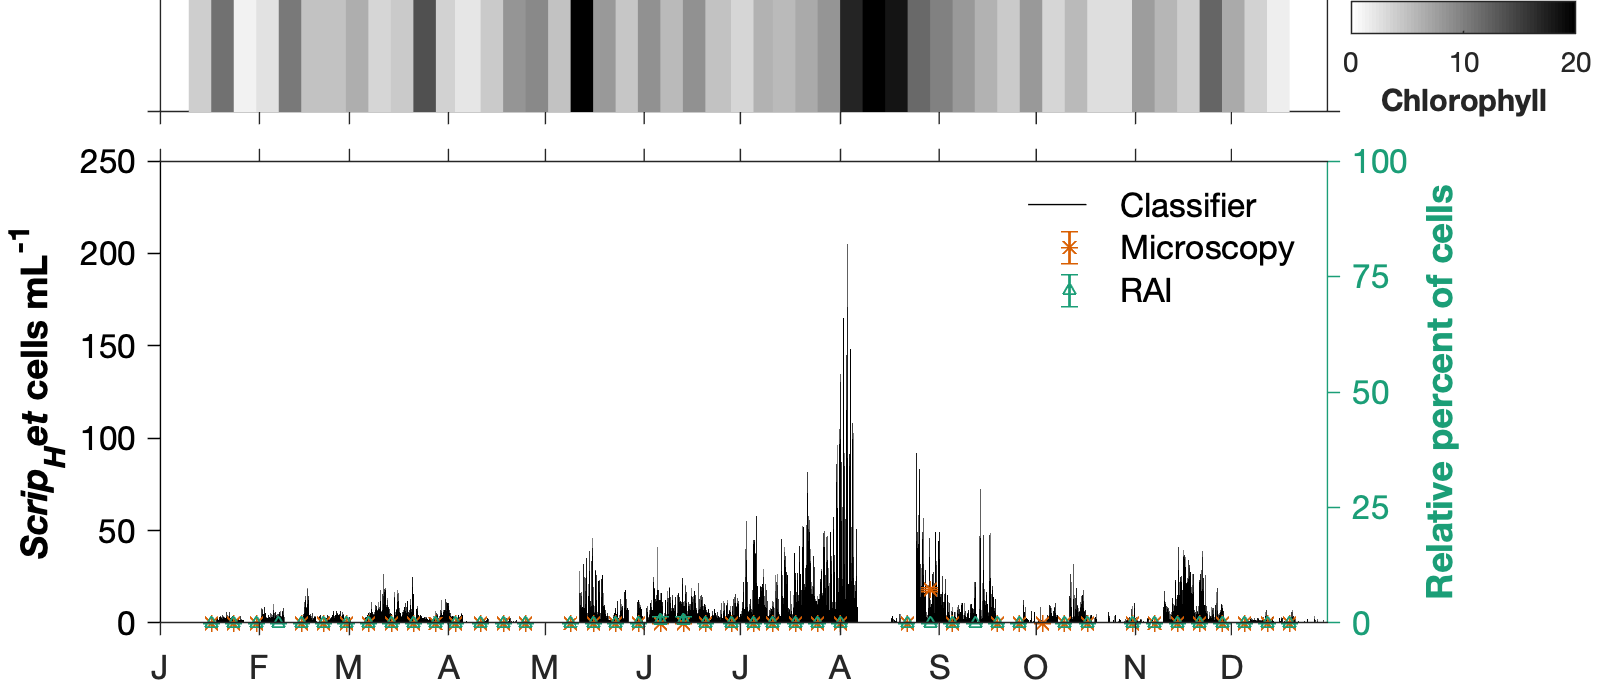 0 10 20
Chlorophyll
250
200
150
100
50
0
Scrip_Het cells mL^-1
Classifier
Microscopy
RAI
100
75
50
25
0
Relative percent of cells
J F M A M J J A S O N D